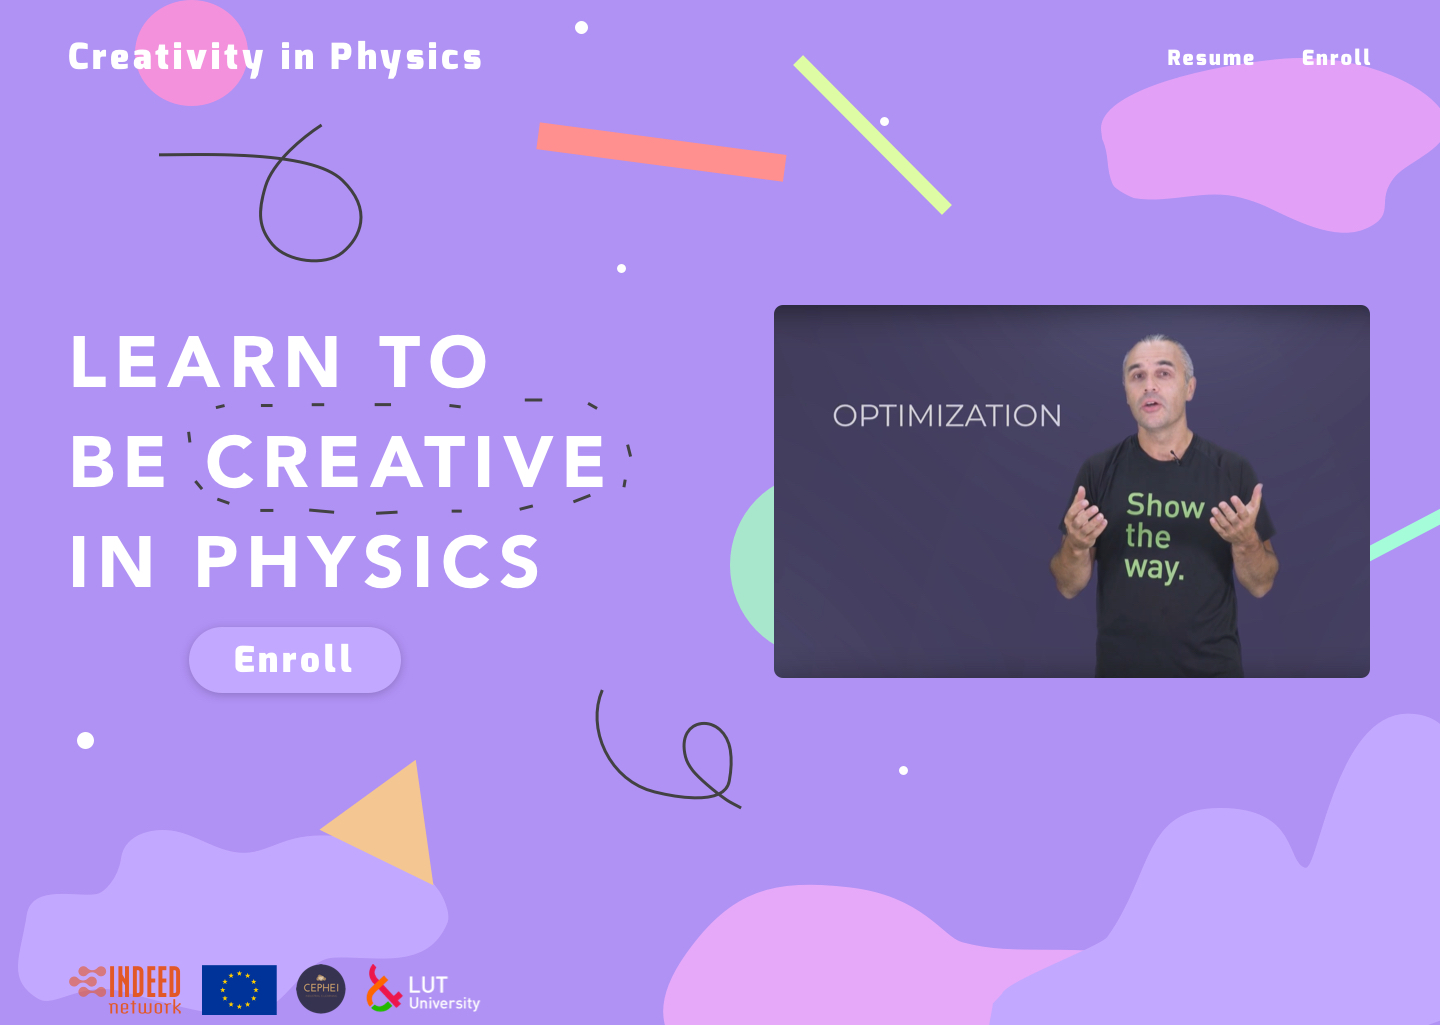 Creativity in Physics
Resume
Enroll
LEARN TO
BE CREATIVE
IN PHYSICS
OPTIMIZATION
Show
the
way.
Enroll
INDEED
network
CEPHEI
LUT
University